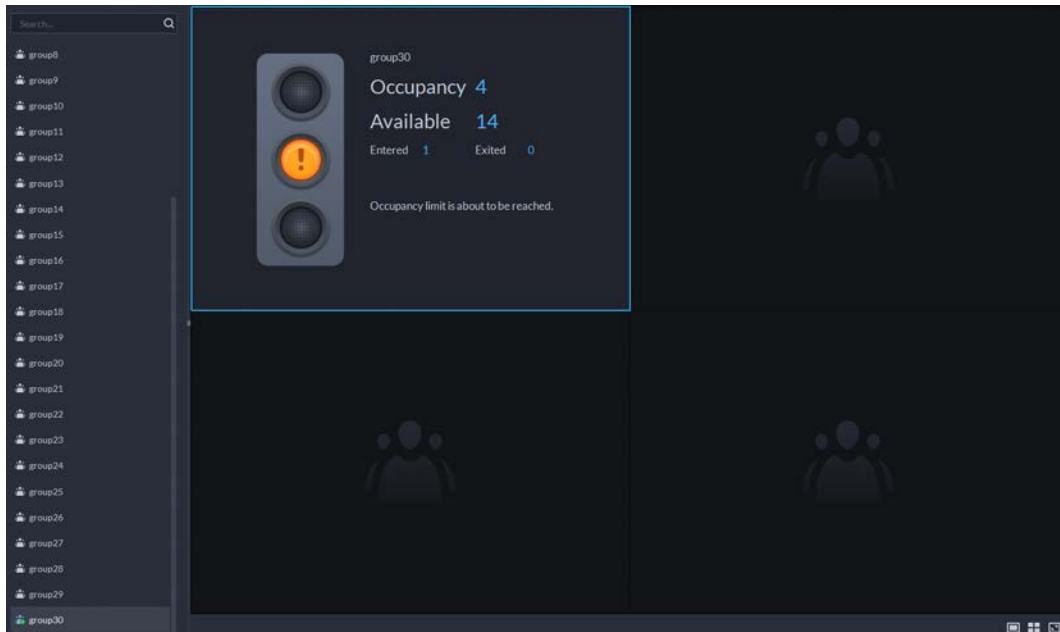 Search...
group8
group9
group10
group11
group12
group13
group14
group15
group16
group17
group18
group19
group20
group21
group22
group23
group24
group25
group26
group27
group28
group29
group30
group30
Occupancy 4
Available 14
Entered 1 Exited 0
Occupancy limit is about to be reached.